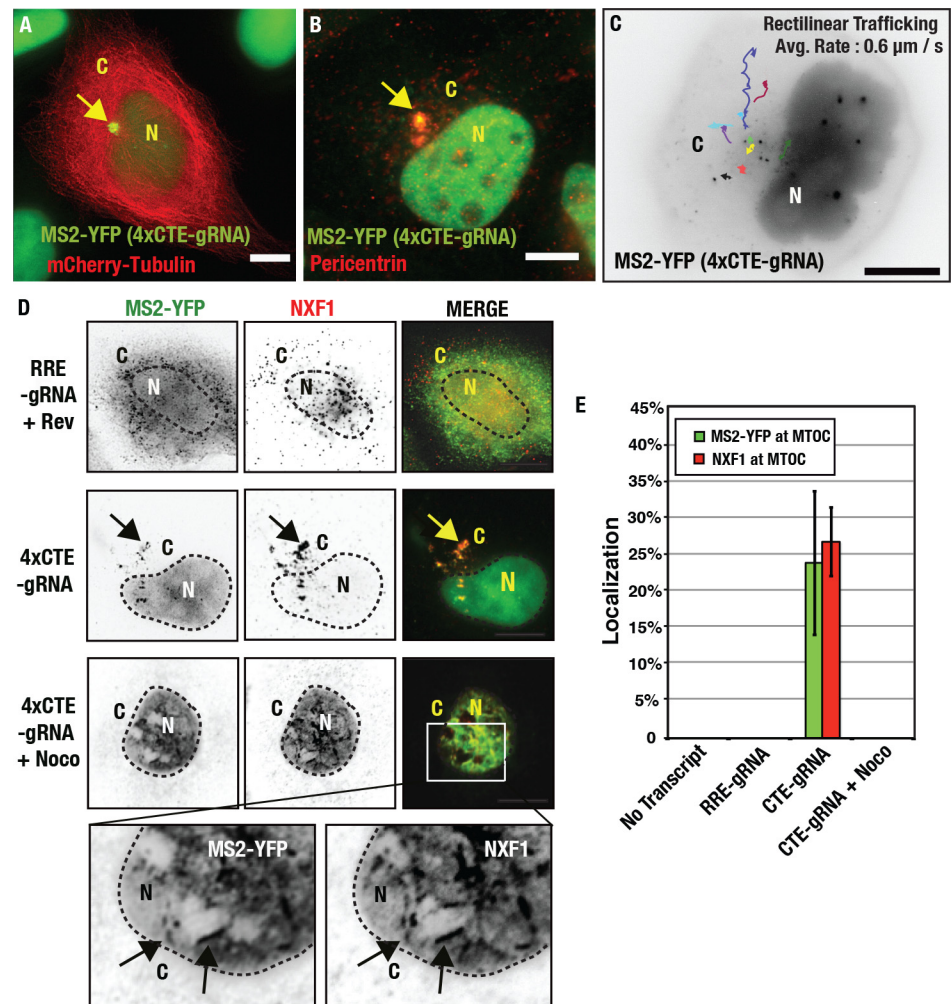 A
C
N
MS2-YFP (4xCTE-gRNA)
mCherry-Tubulin
B
C
N
MS2-YFP (4xCTE-gRNA)
Pericentrin
C
Rectilinear Trafficking
Avg. Rate : 0.6 µm / s
C
N
MS2-YFP (4xCTE-gRNA)
D
MS2-YFP
NXF1
MERGE
RRE
-gRNA
+ Rev
C
N
C
N
C
N
4xCTE
-gRNA
C
N
C
N
C
N
4xCTE
-gRNA
+ Noco
C
N
C
N
C
N
MS2-YFP
N
C
NXF1
N
C
E
45%
40%
35%
30%
25%
20%
15%
10%
5%
0
Localization
MS2-YFP at MTOC
NXF1 at MTOC
No Transcript
RRE-gRNA
CTE-gRNA
CTE-gRNA + Noco